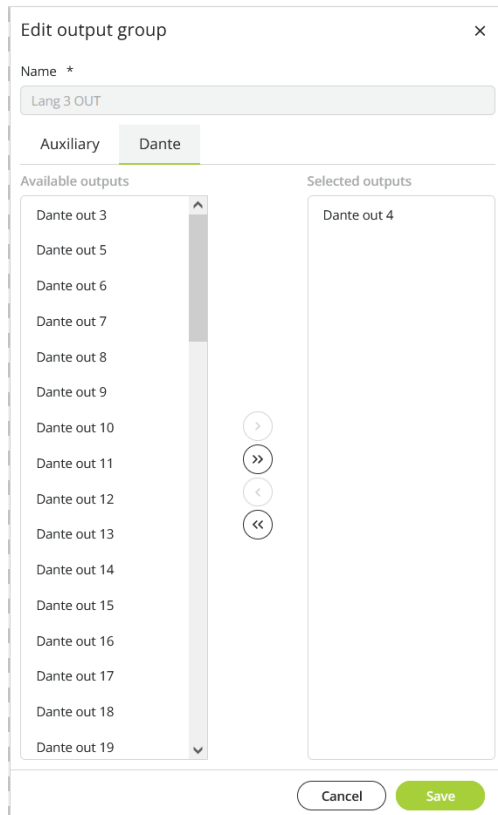 Edit output group
Name *
Lang 3 OUT
Auxiliary
Dante
Available outputs
Dante out 3
Dante out 5
Dante out 6
Dante out 7
Dante out 8
Dante out 9
Dante out 10
Dante out 11
Dante out 12
Dante out 13
Dante out 14
Dante out 15
Dante out 16
Dante out 17
Dante out 18
Dante out 19
Selected outputs
Dante out 4
Cancel
Save